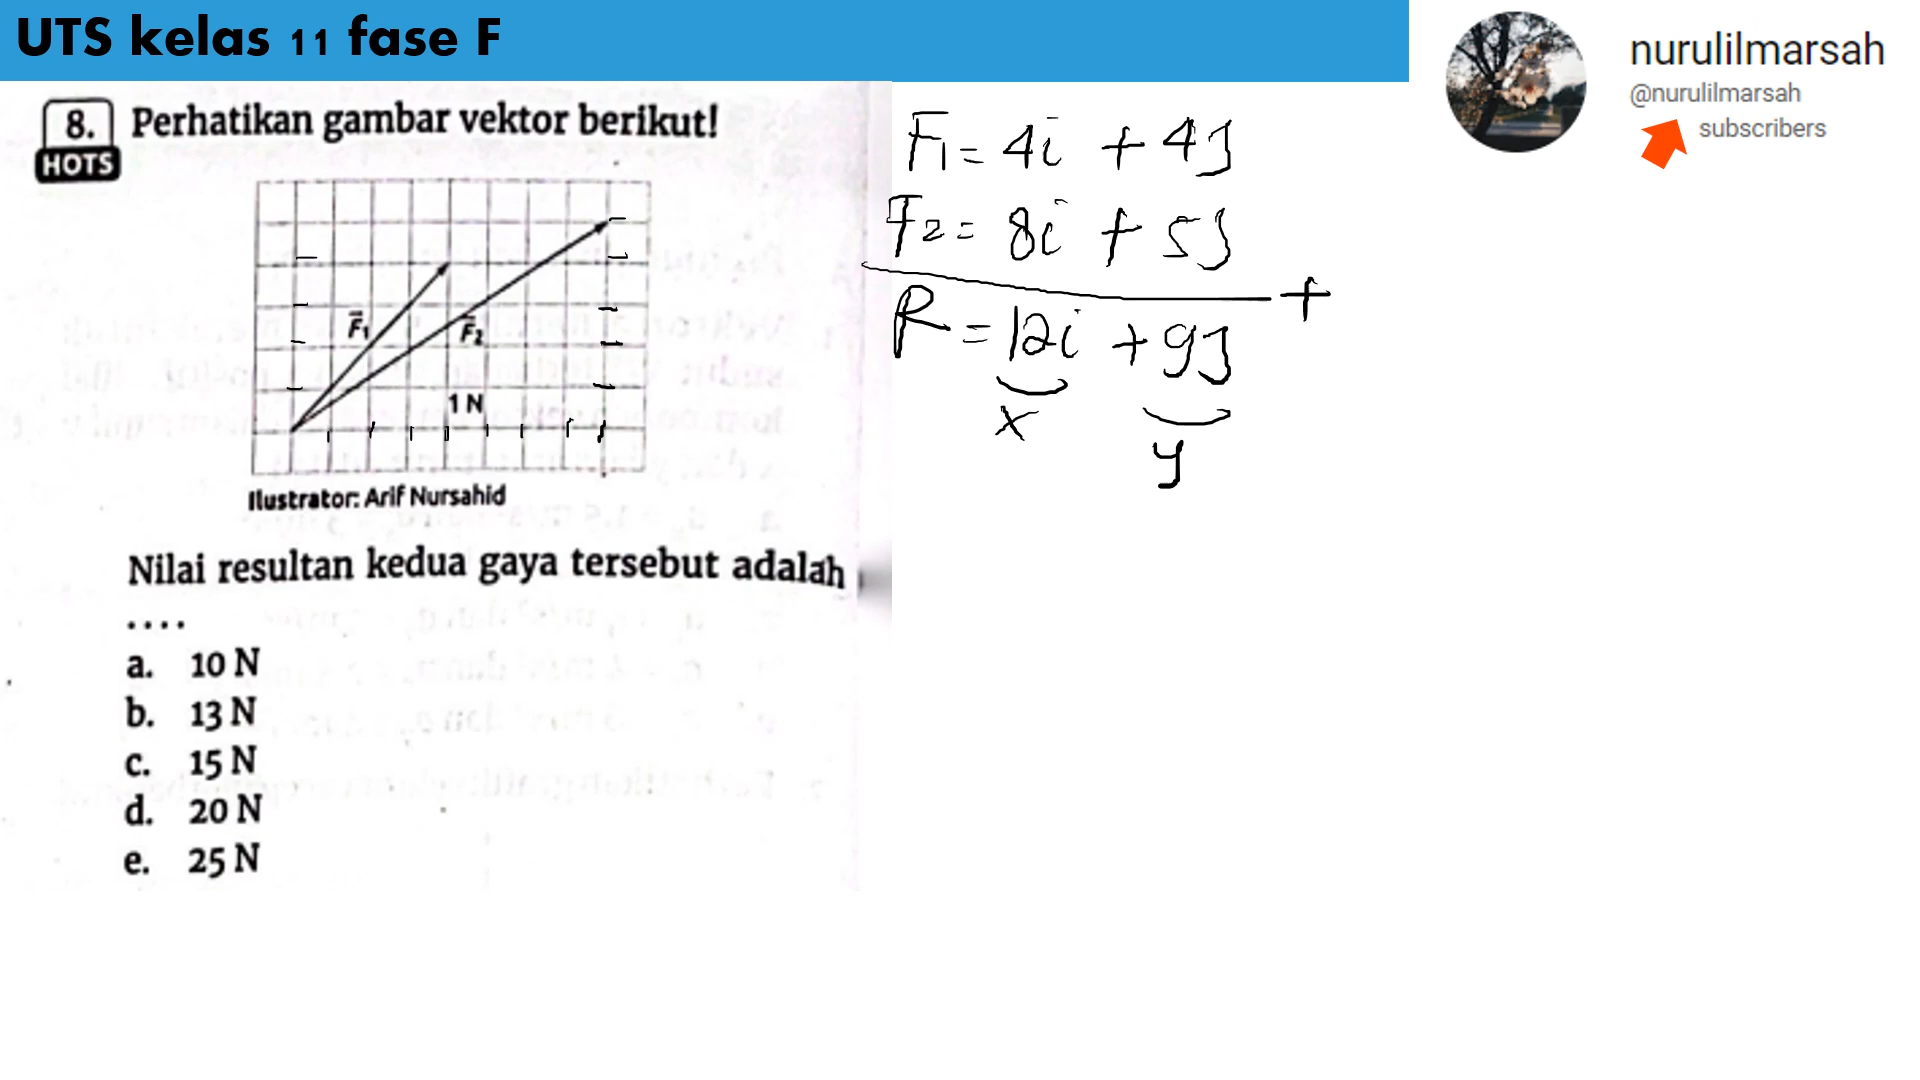 UTS kelas 11 fase F
nurulilmarsah
@nurulilmarsah
subscribers
8. Perhatikan gambar vektor berikut!
HOTS
F₁
F₂
1 N
Ilustrator: Arif Nursahid
Nilai resultan kedua gaya tersebut adalah
....
a. 10 N
b. 13 N
c. 15 N
d. 20 N
e. 25 N
F1 = 4i + 4J
F2 = 8i + 5J
+
R = 12i + 9J
x
y